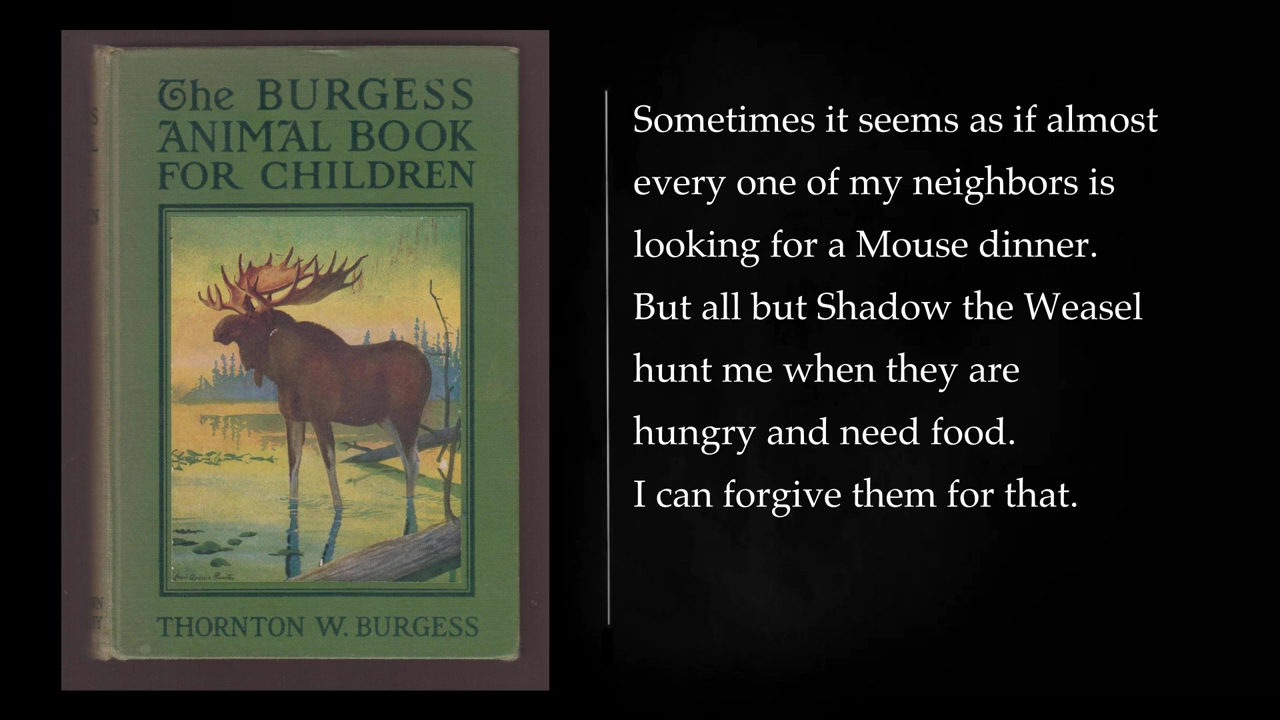 The BURGESS
ANIMAL BOOK
FOR CHILDREN
THORNTON W. BURGESS
Sometimes it seems as if almost
every one of my neighbors is
looking for a Mouse dinner.
But all but Shadow the Weasel
hunt me when they are
hungry and need food.
I can forgive them for that.